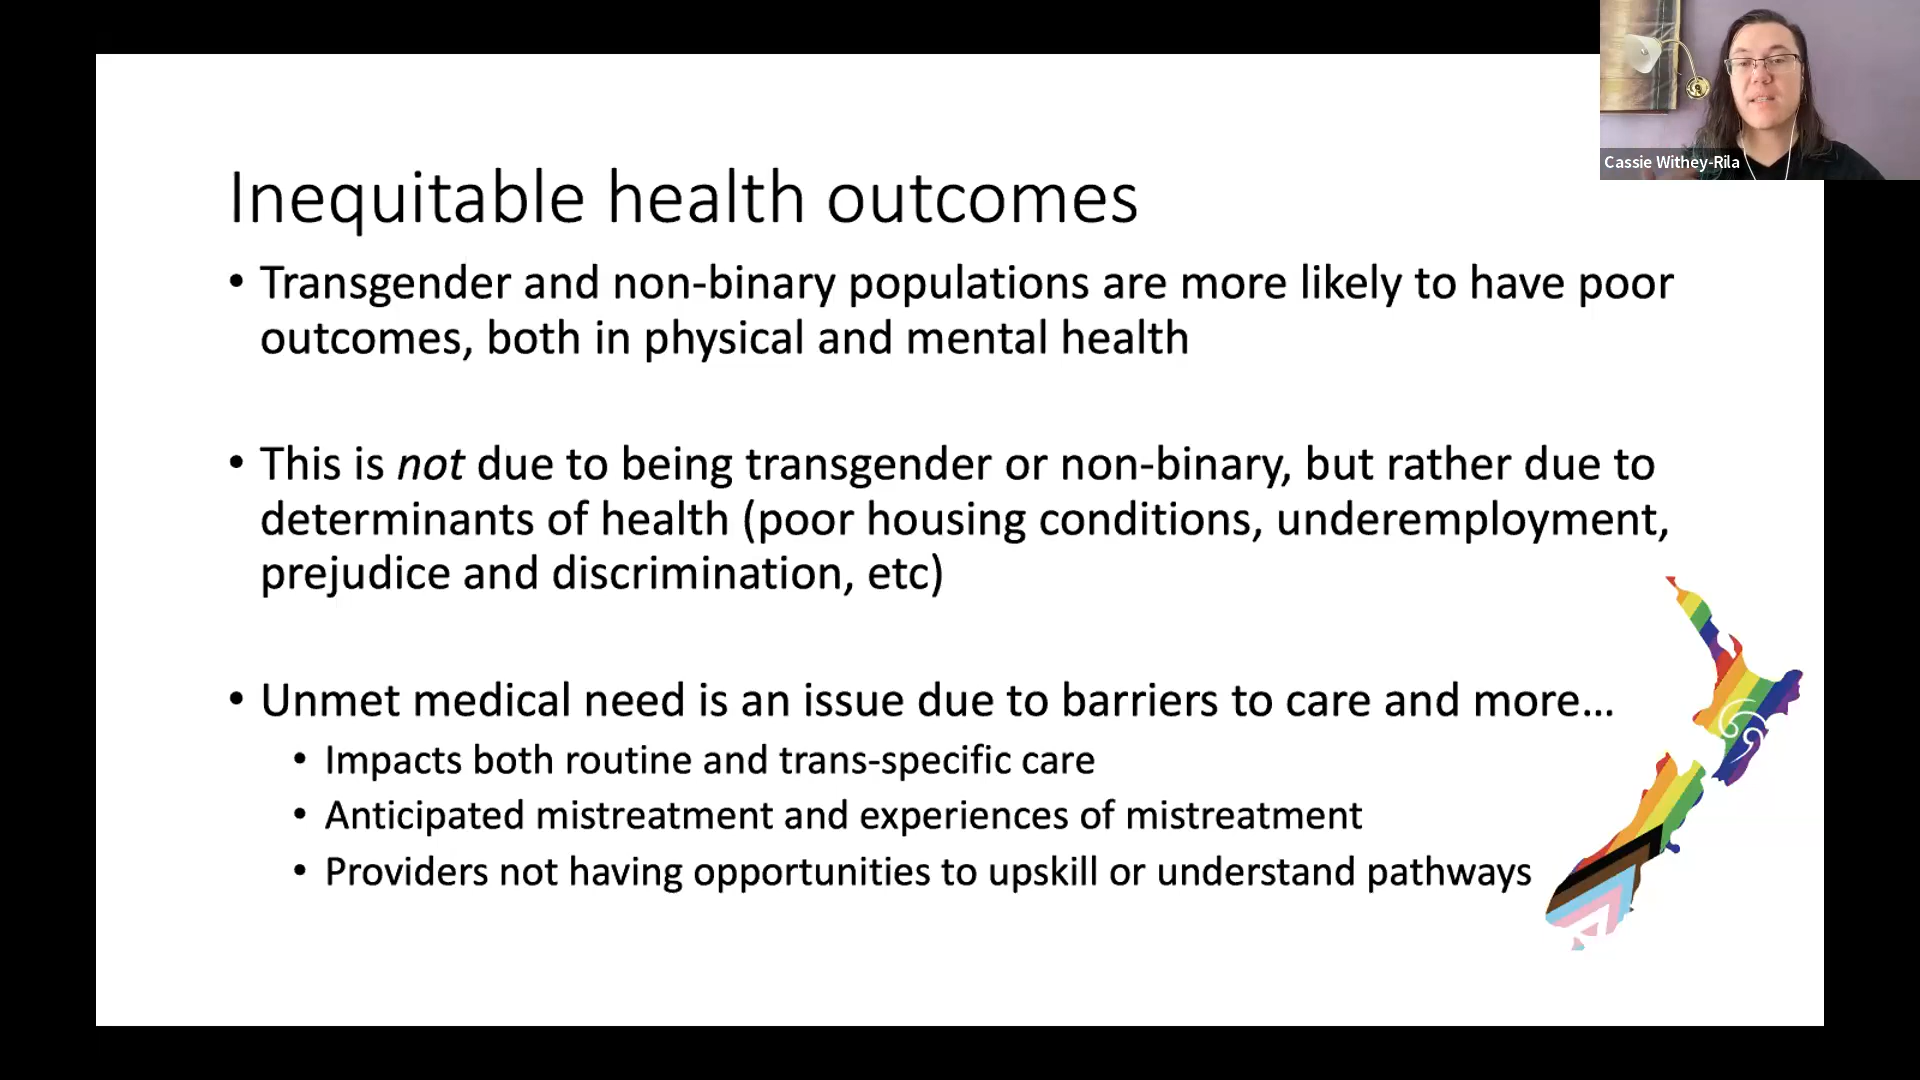 Cassie Withey-Rila
Inequitable health outcomes
• Transgender and non-binary populations are more likely to have poor
outcomes, both in physical and mental health
• This is not due to being transgender or non-binary, but rather due to
determinants of health (poor housing conditions, underemployment,
prejudice and discrimination, etc)
• Unmet medical need is an issue due to barriers to care and more...
• Impacts both routine and trans-specific care
• Anticipated mistreatment and experiences of mistreatment
• Providers not having opportunities to upskill or understand pathways